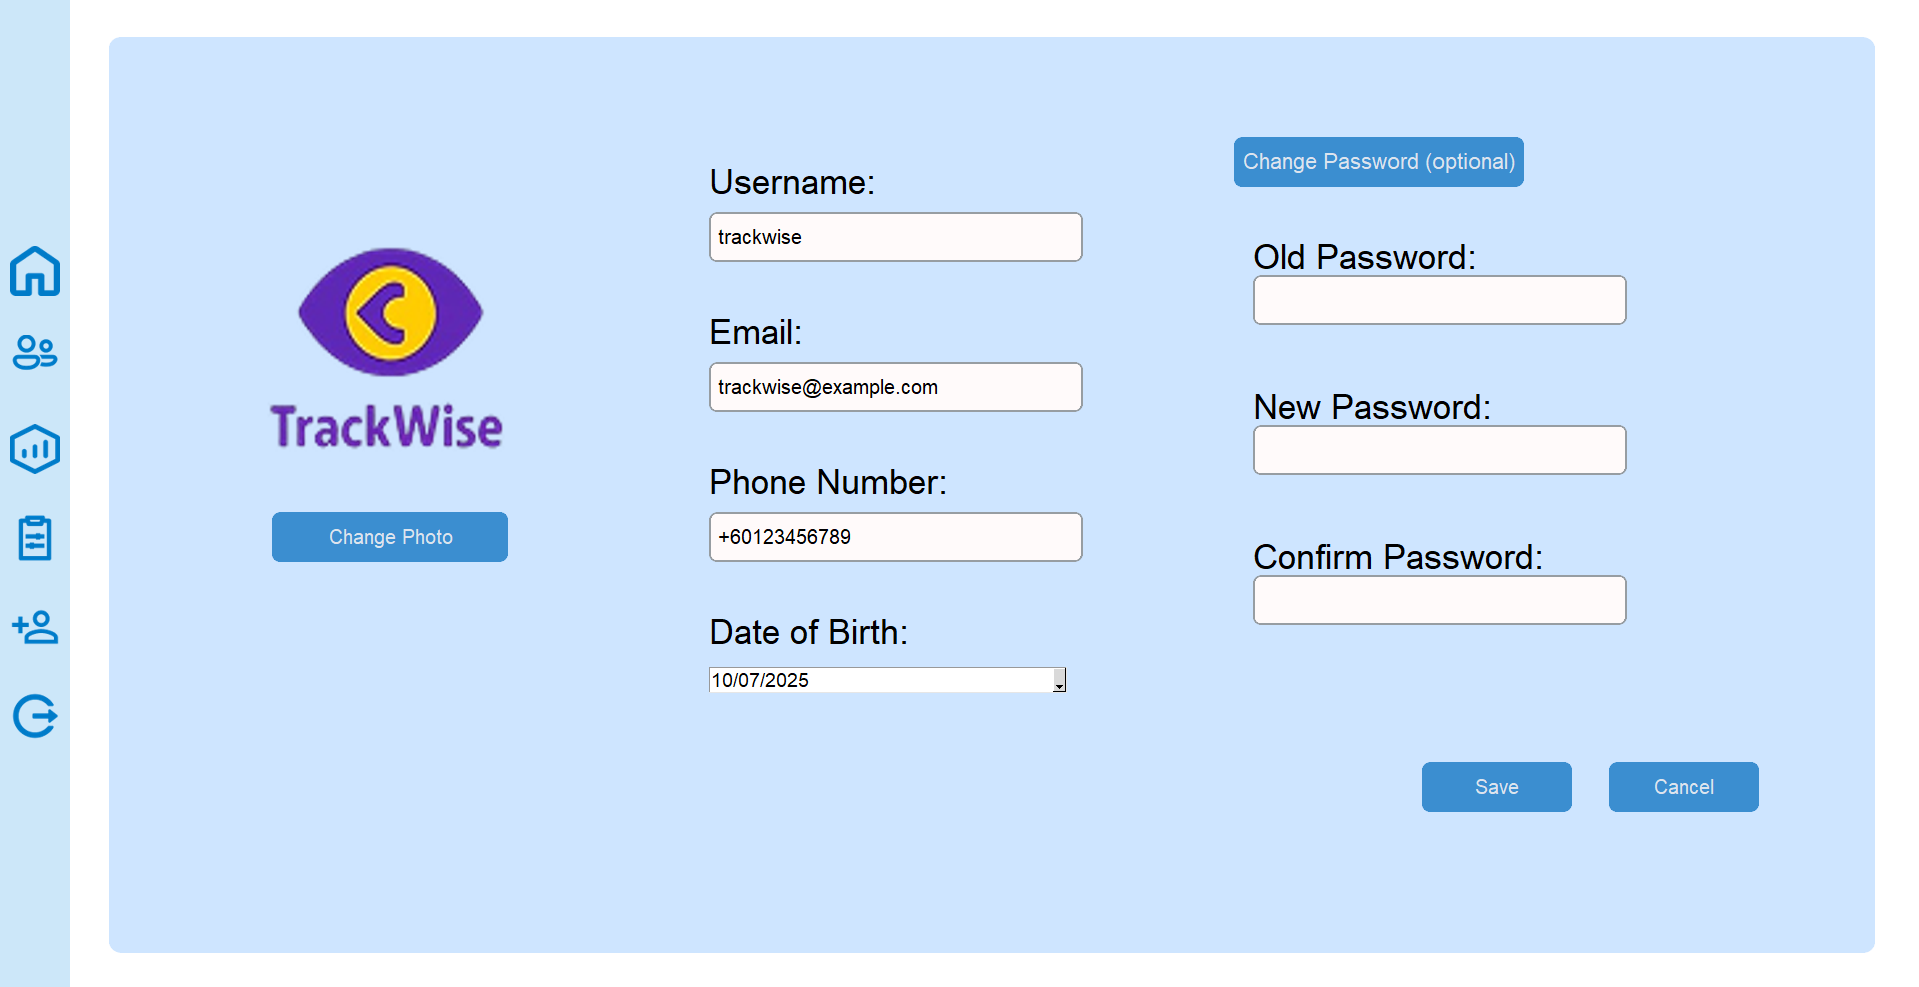 TrackWise
Change Photo
Username:
trackwise
Email:
trackwise@example.com
Phone Number:
+60123456789
Date of Birth:
10/07/2025
Change Password (optional)
Old Password:
New Password:
Confirm Password:
Save
Cancel